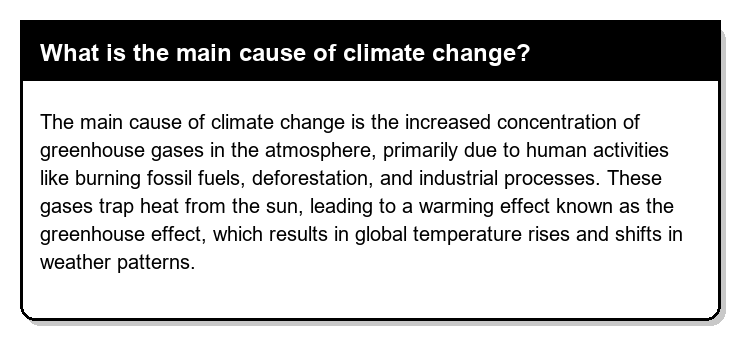 What is the main cause of climate change?
The main cause of climate change is the increased concentration of
greenhouse gases in the atmosphere, primarily due to human activities
like burning fossil fuels, deforestation, and industrial processes. These
gases trap heat from the sun, leading to a warming effect known as the
greenhouse effect, which results in global temperature rises and shifts in
weather patterns.